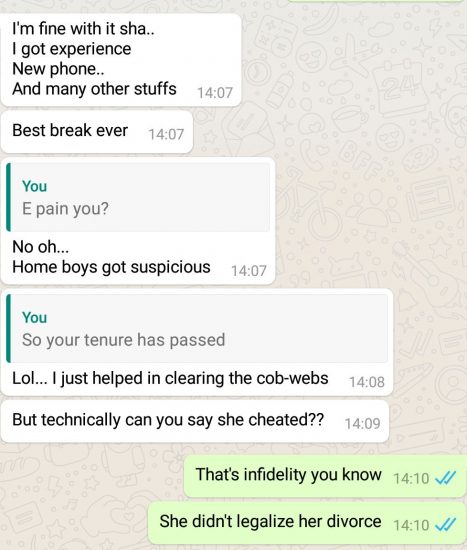 I'm fine with it sha..
I got experience
New phone..
And many other stuffs 14:07
Best break ever 14:07
You
E pain you?
No oh...
Home boys got suspicious 14:07
You
So your tenure has passed
Lol... I just helped in clearing the cob-webs 14:08
But technically can you say she cheated?? 14:09
That's infidelity you know 14:10
She didn't legalize her divorce 14:10